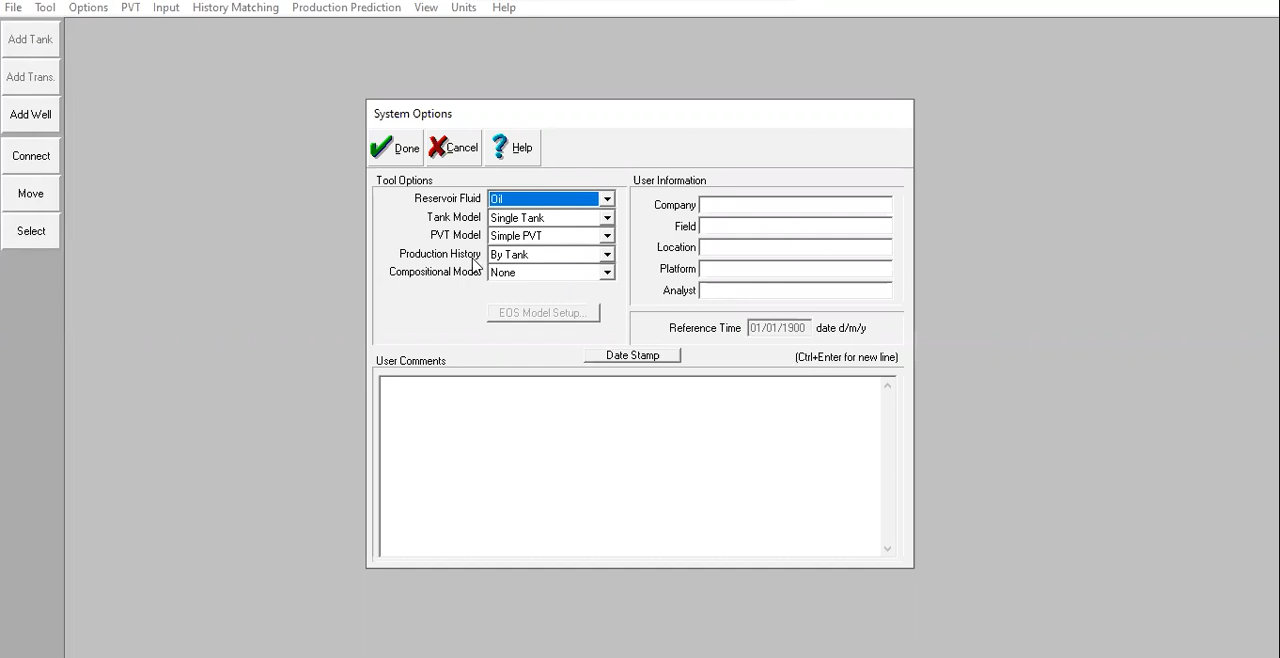 File Tool Options PVT Input History Matching Production Prediction View Units Help
Add Tank
Add Trans.
Add Well
Connect
Move
Select
System Options
Done Cancel Help
Tool Options
Reservoir Fluid Oil
Tank Model Single Tank
PVT Model Simple PVT
Production History By Tank
Compositional Model None
EOS Model Setup...
User Information
Company
Field
Location
Platform
Analyst
Reference Time 01/01/1900 date d/m/y
User Comments Date Stamp (Ctrl+Enter for new line)